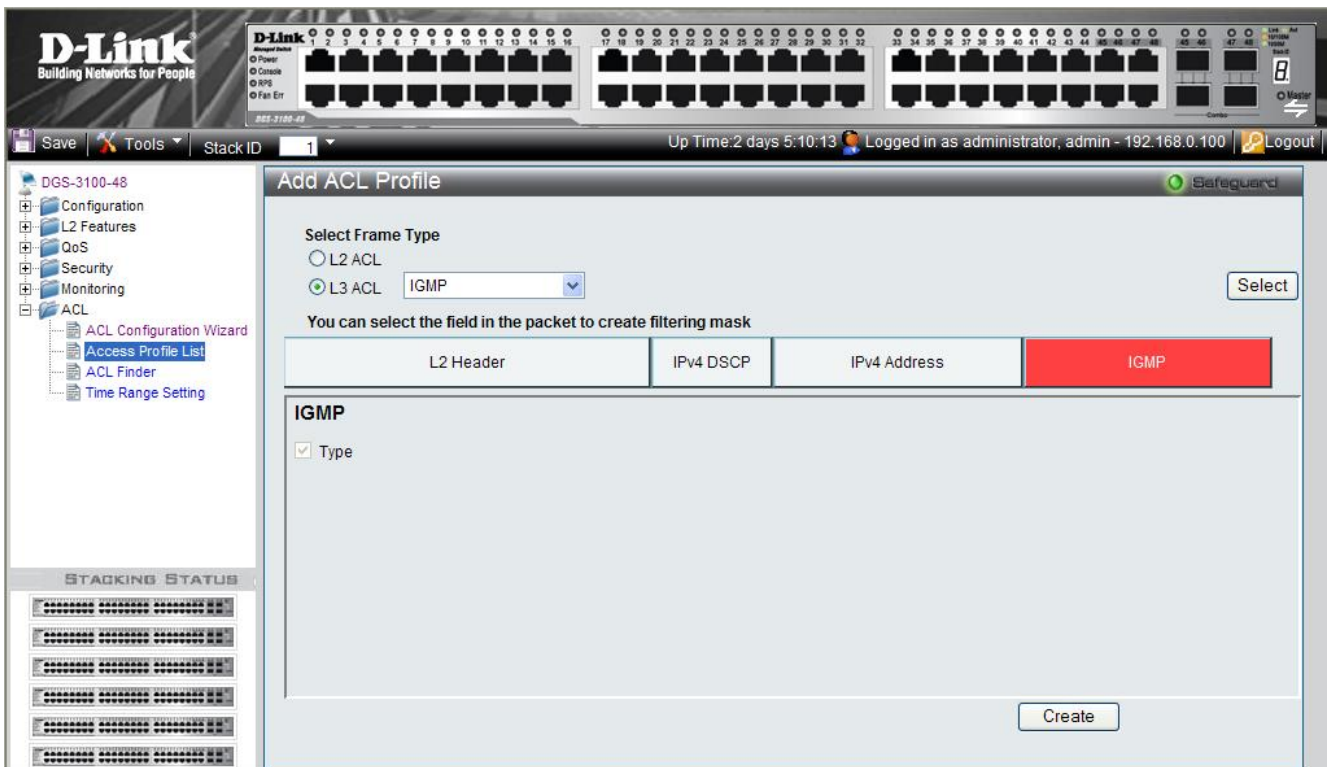 D-Link
Building Networks for People
D-Link
Managed Switch
Power
Console
RPS
Fan Err
DGS-3100-48
1 2 3 4 5 6 7 8 9 10 11 12 13 14 15 16
17 18 19 20 21 22 23 24 25 26 27 28 29 30 31 32
33 34 35 36 37 38 39 40 41 42 43 44 45 46 47 48
45 46 47 48
Combo
Master
Save
Tools
Stack ID
1
Up Time:2 days 5:10:13
Logged in as administrator, admin - 192.168.0.100
Logout
DGS-3100-48
Configuration
L2 Features
QoS
Security
Monitoring
ACL
ACL Configuration Wizard
Access Profile List
ACL Finder
Time Range Setting
STACKING STATUS
Add ACL Profile
Safeguard
Select Frame Type
L2 ACL
L3 ACL
IGMP
Select
You can select the field in the packet to create filtering mask
L2 Header
IPv4 DSCP
IPv4 Address
IGMP
IGMP
Type
Create